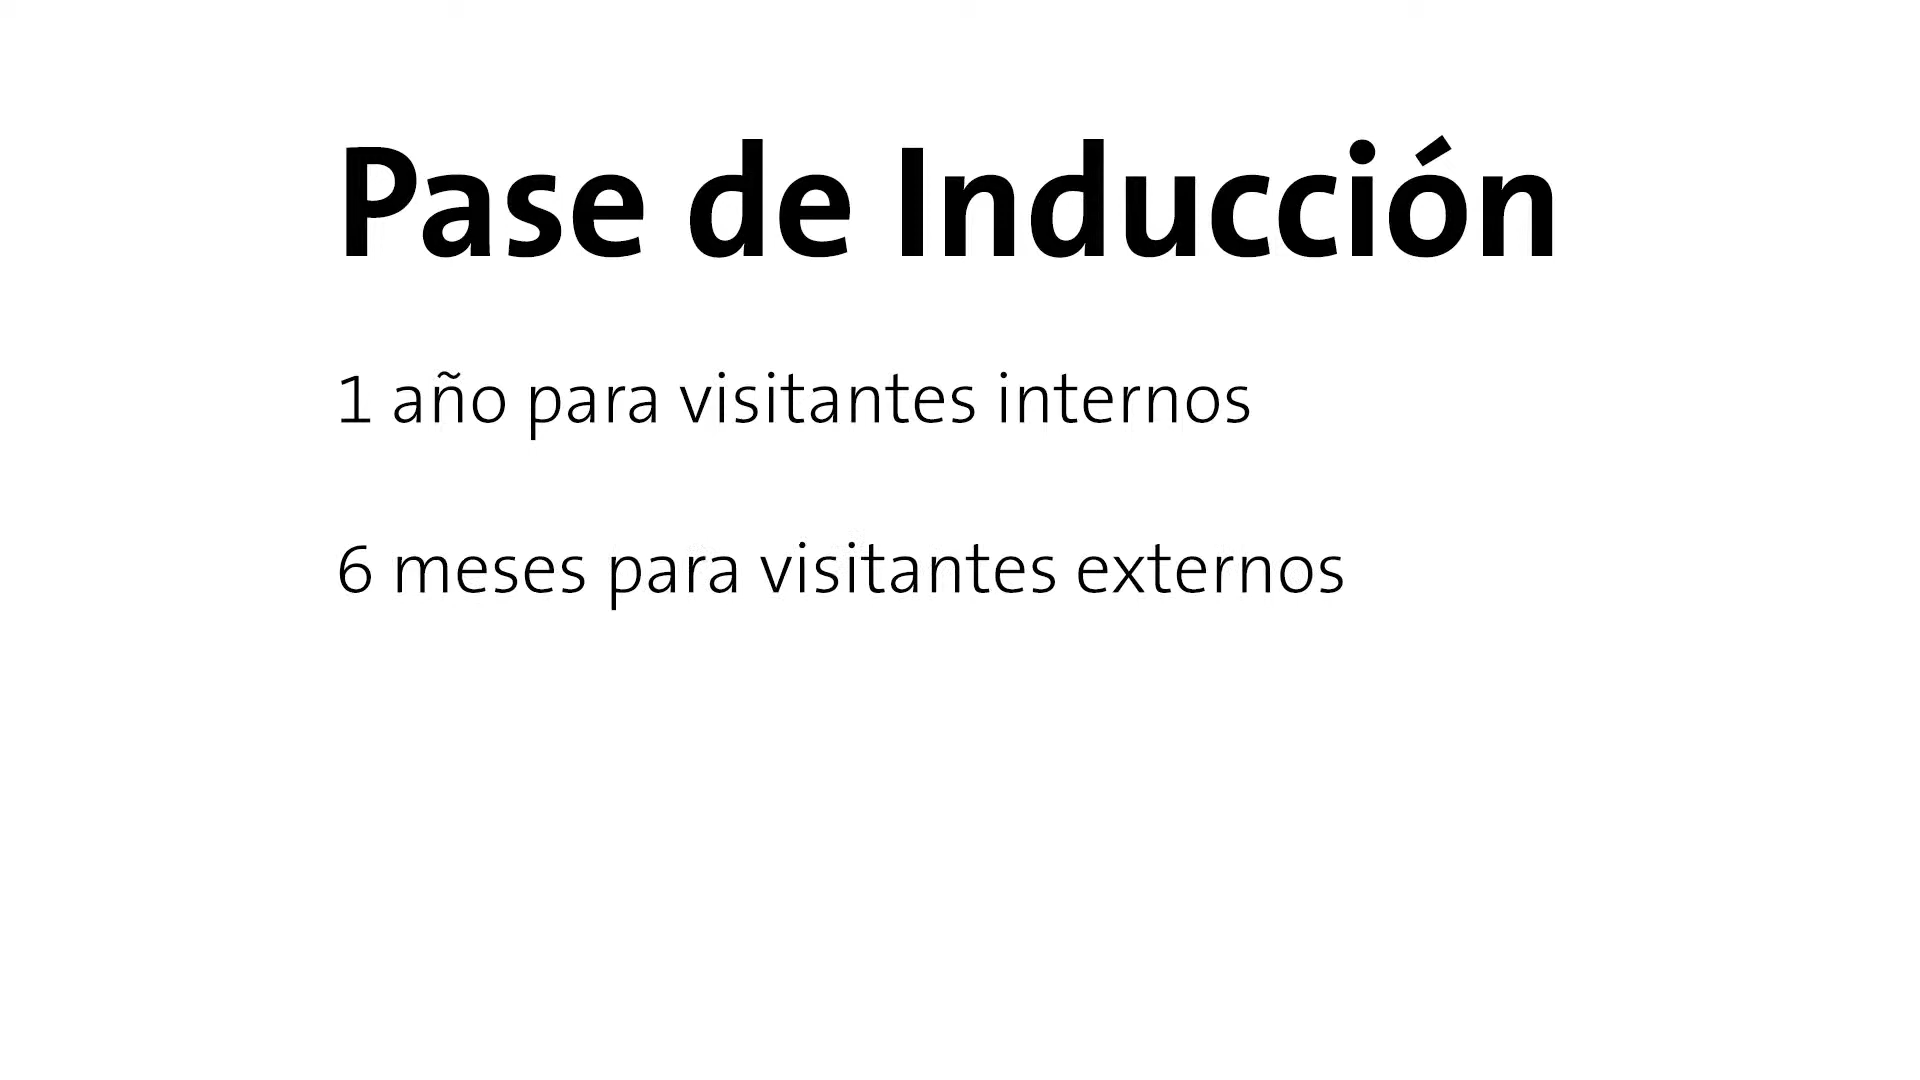 Pase de Inducción
1 año para visitantes internos
6 meses para visitantes externos